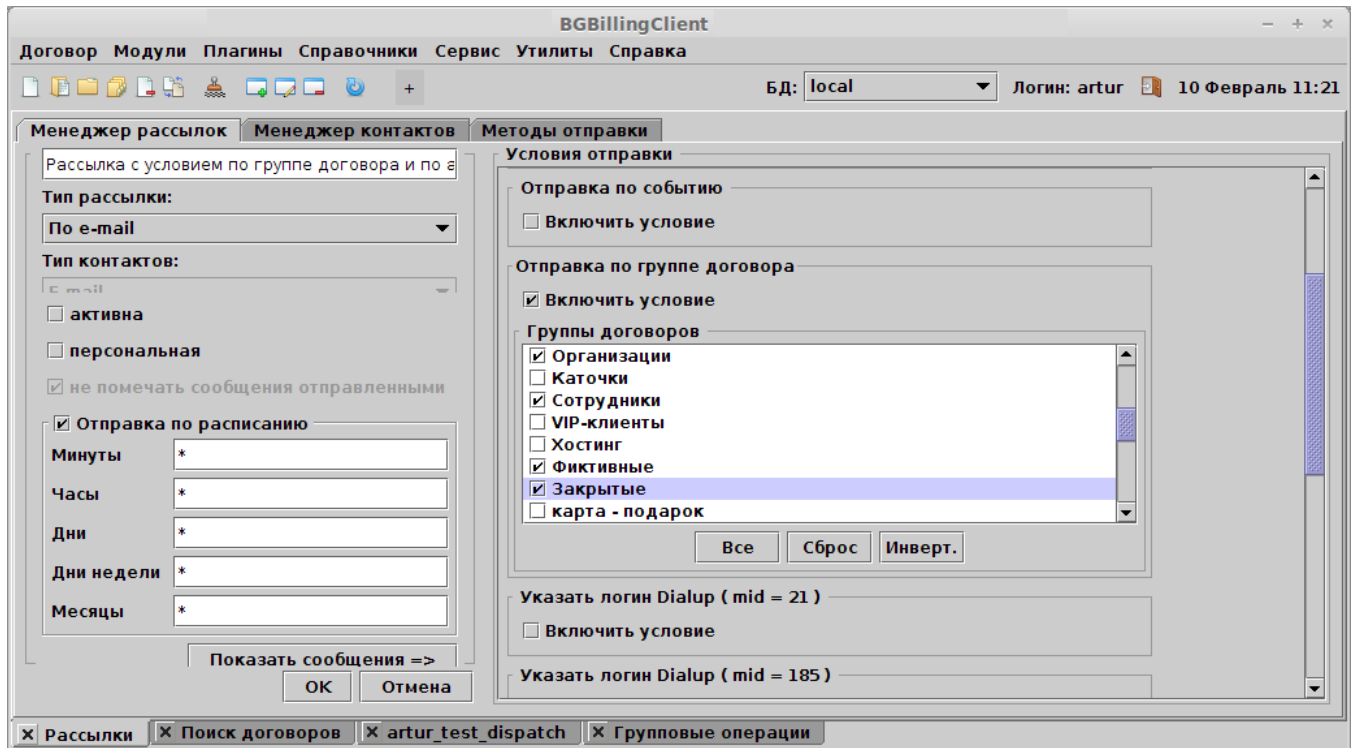 BGBillingClient
Договор Модули Плагины Справочники Сервис Утилиты Справка
+ БД: local Логин: artur 10 Февраль 11:21
Менеджер рассылок Менеджер контактов Методы отправки
Рассылка с условием по группе договора и по а
Тип рассылки:
По e-mail
Тип контактов:
E-mail
активна
персональная
не помечать сообщения отправленными
Отправка по расписанию
Минуты *
Часы *
Дни *
Дни недели *
Месяцы *
Показать сообщения =>
OK Отмена
Условия отправки
Отправка по событию
Включить условие
Отправка по группе договора
Включить условие
Группы договоров
Организации
Каточки
Сотрудники
VIP-клиенты
Хостинг
Фиктивные
Закрытые
карта - подарок
Все Сброс Инверт.
Указать логин Dialup ( mid = 21 )
Включить условие
Указать логин Dialup ( mid = 185 )
Рассылки Поиск договоров artur_test_dispatch Групповые операции